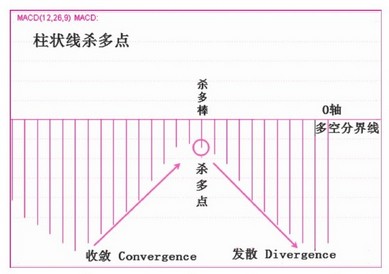 MACD(12,26,9) MACD:
柱状线杀多点
杀多棒
0轴
多空分界线
杀多点
收敛 Convergence
发散 Divergence